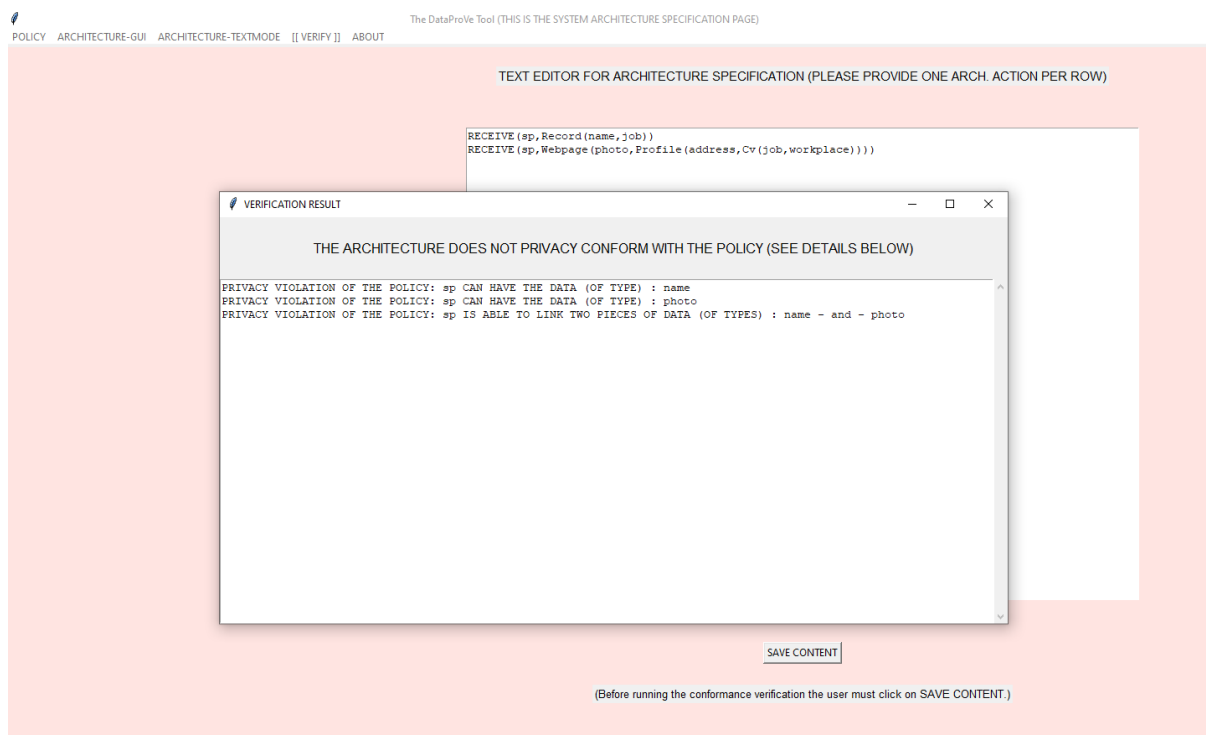 The DataProVe Tool (THIS IS THE SYSTEM ARCHITECTURE SPECIFICATION PAGE)
POLICY ARCHITECTURE-GUI ARCHITECTURE-TEXTMODE [[ VERIFY ]] ABOUT
TEXT EDITOR FOR ARCHITECTURE SPECIFICATION (PLEASE PROVIDE ONE ARCH. ACTION PER ROW)
RECEIVE(sp,Record(name,job))
RECEIVE(sp,Webpage(photo,Profile(address,Cv(job,workplace))))
VERIFICATION RESULT
THE ARCHITECTURE DOES NOT PRIVACY CONFORM WITH THE POLICY (SEE DETAILS BELOW)
PRIVACY VIOLATION OF THE POLICY: sp CAN HAVE THE DATA (OF TYPE) : name
PRIVACY VIOLATION OF THE POLICY: sp CAN HAVE THE DATA (OF TYPE) : photo
PRIVACY VIOLATION OF THE POLICY: sp IS ABLE TO LINK TWO PIECES OF DATA (OF TYPES) : name - and - photo
SAVE CONTENT
(Before running the conformance verification the user must click on SAVE CONTENT.)